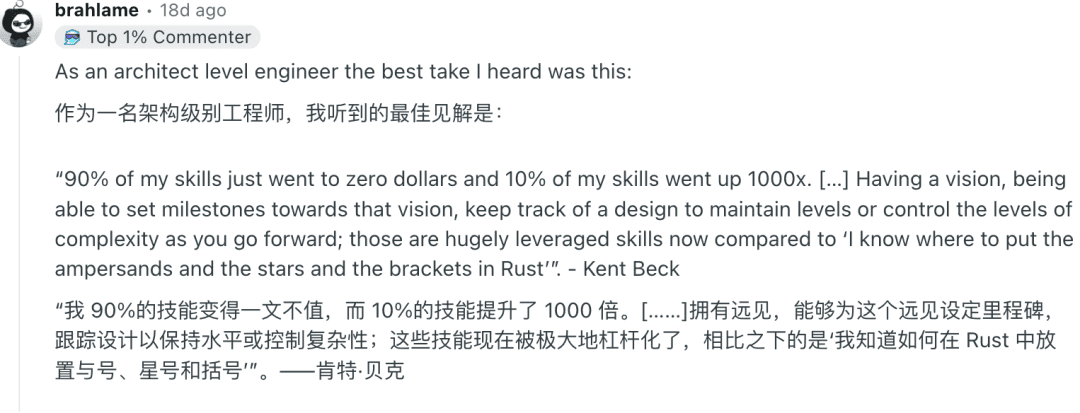 brahlame • 18d ago
Top 1% Commenter
As an architect level engineer the best take I heard was this:
作为一名架构级别工程师，我听到的最佳见解是：
“90% of my skills just went to zero dollars and 10% of my skills went up 1000x. [...] Having a vision, being
able to set milestones towards that vision, keep track of a design to maintain levels or control the levels of
complexity as you go forward; those are hugely leveraged skills now compared to ‘I know where to put the
ampersands and the stars and the brackets in Rust’”. - Kent Beck
“我 90%的技能变得一文不值，而 10%的技能提升了 1000 倍。[……]拥有远见，能够为这个远见设定里程碑，
跟踪设计以保持水平或控制复杂性；这些技能现在被极大地杠杆化了，相比之下的是‘我知道如何在 Rust 中放
置与号、星号和括号’”。——肯特·贝克